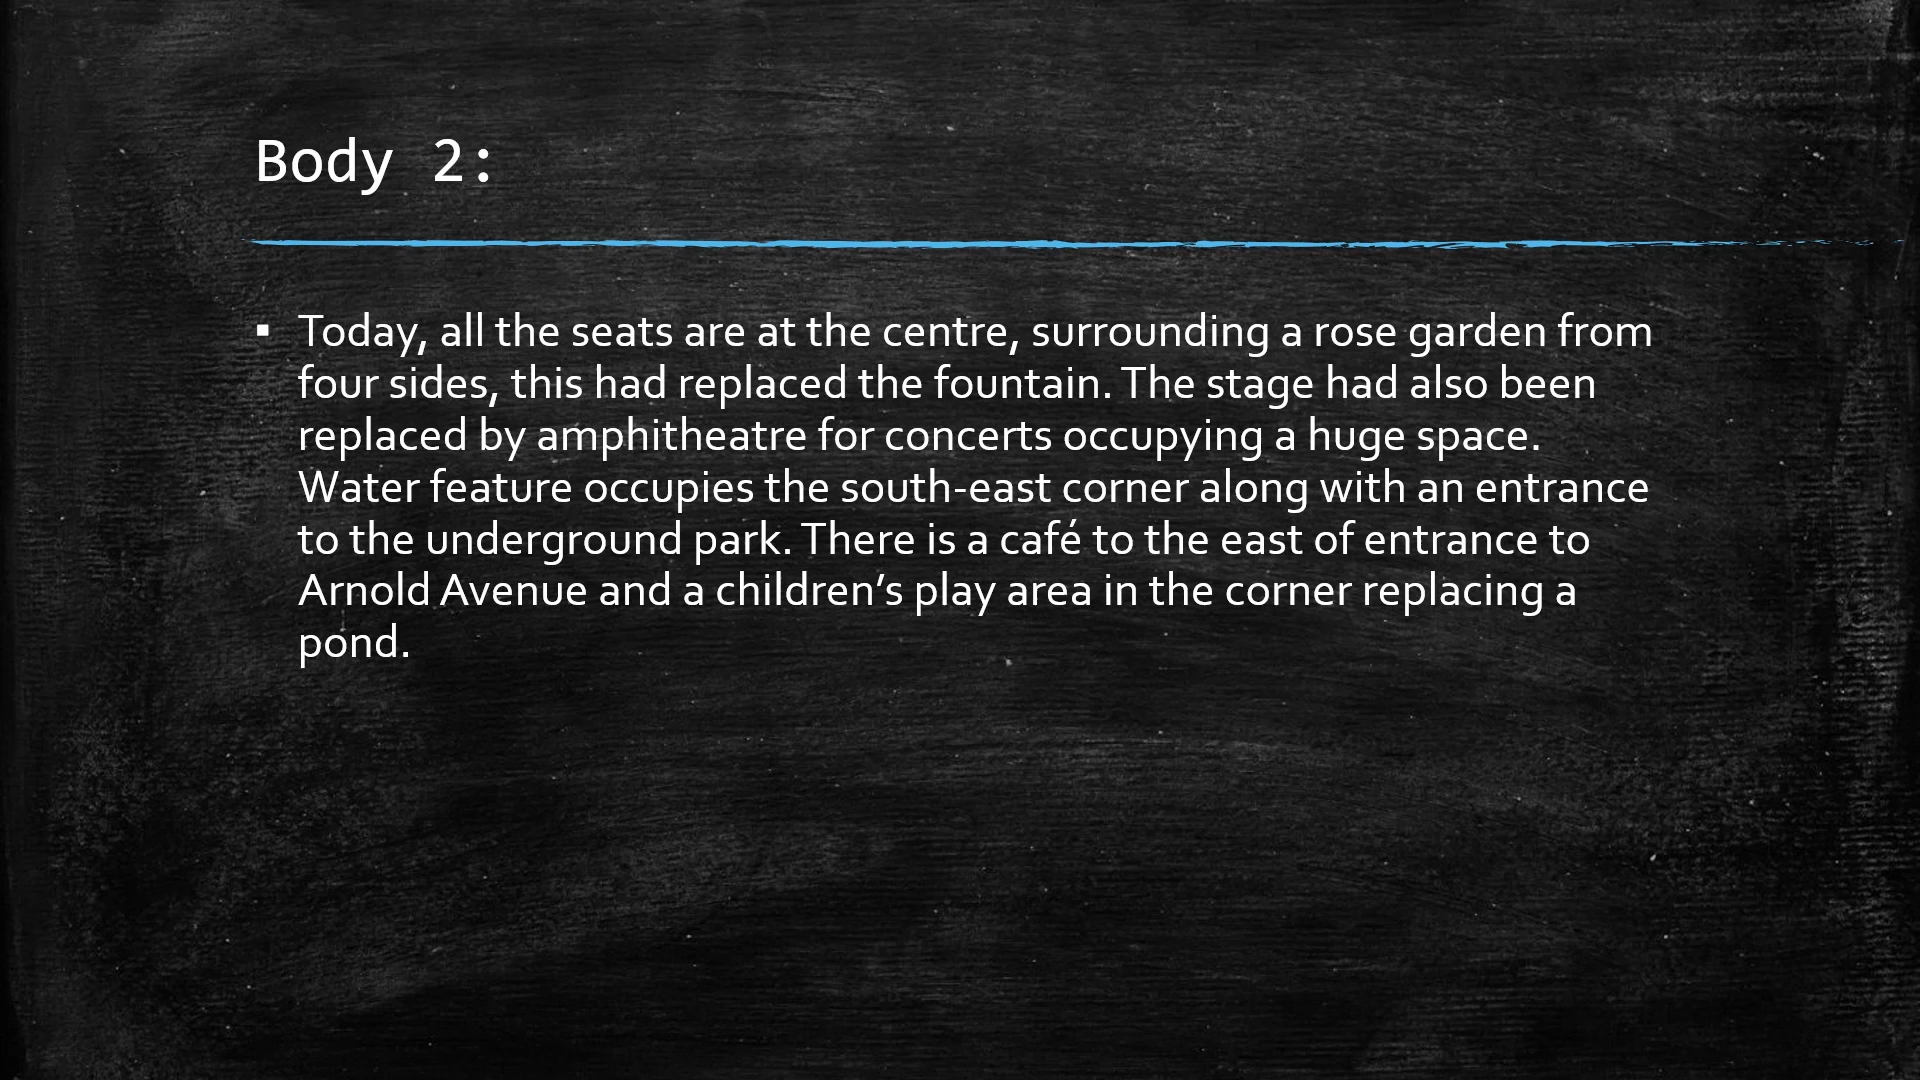 Body 2:
▪ Today, all the seats are at the centre, surrounding a rose garden from
four sides, this had replaced the fountain. The stage had also been
replaced by amphitheatre for concerts occupying a huge space.
Water feature occupies the south-east corner along with an entrance
to the underground park. There is a café to the east of entrance to
Arnold Avenue and a children’s play area in the corner replacing a
pond.